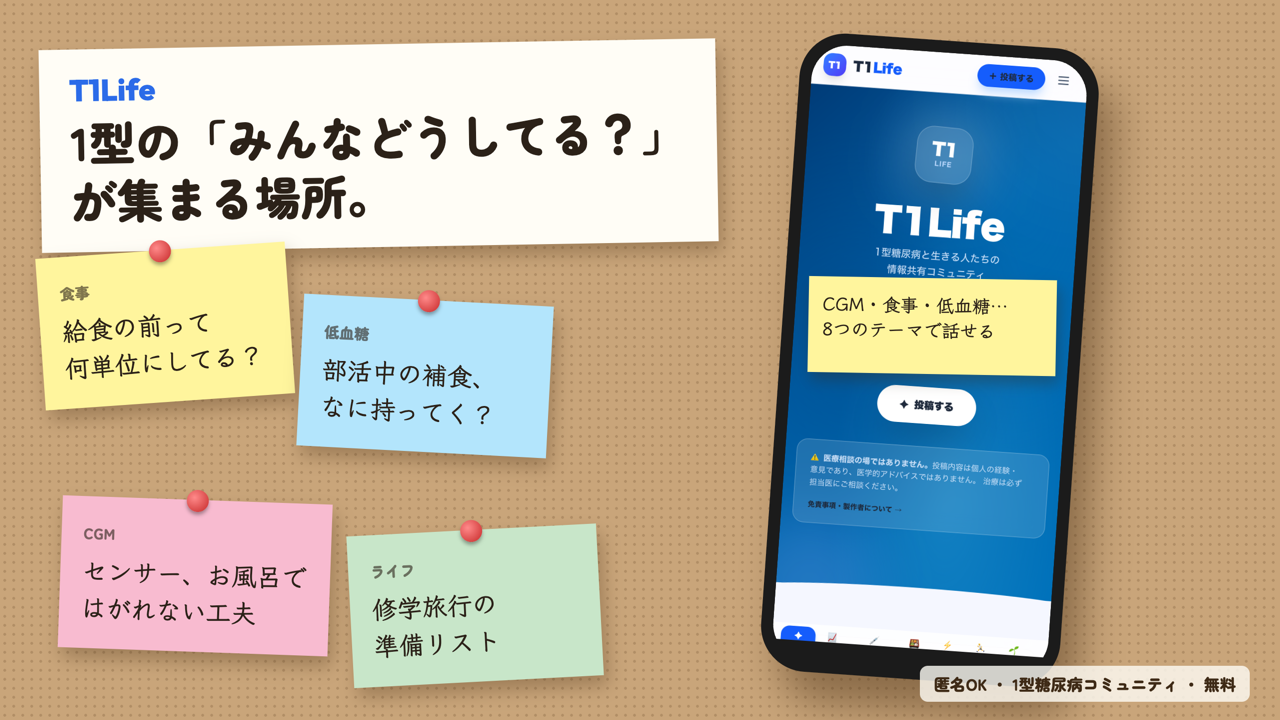 T1Life
1型の「みんなどうしてる？」
が集まる場所。
食事
給食の前って
何単位にしてる？
低血糖
部活中の補食、
なに持ってく？
CGM
センサー、お風呂で
はがれない工夫
ライフ
修学旅行の
準備リスト
T1 T1 Life
✦ 投稿する
T1
LIFE
T1 Life
1型糖尿病と生きる人たちの
情報共有コミュニティ
CGM・食事・低血糖…
8つのテーマで話せる
✦ 投稿する
⚠️ 医療相談の場ではありません。投稿内容は個人の経験・
意見であり、医学的アドバイスではありません。 治療は必ず
担当医にご相談ください。
免責事項・製作者について →
匿名OK ・ 1型糖尿病コミュニティ ・ 無料